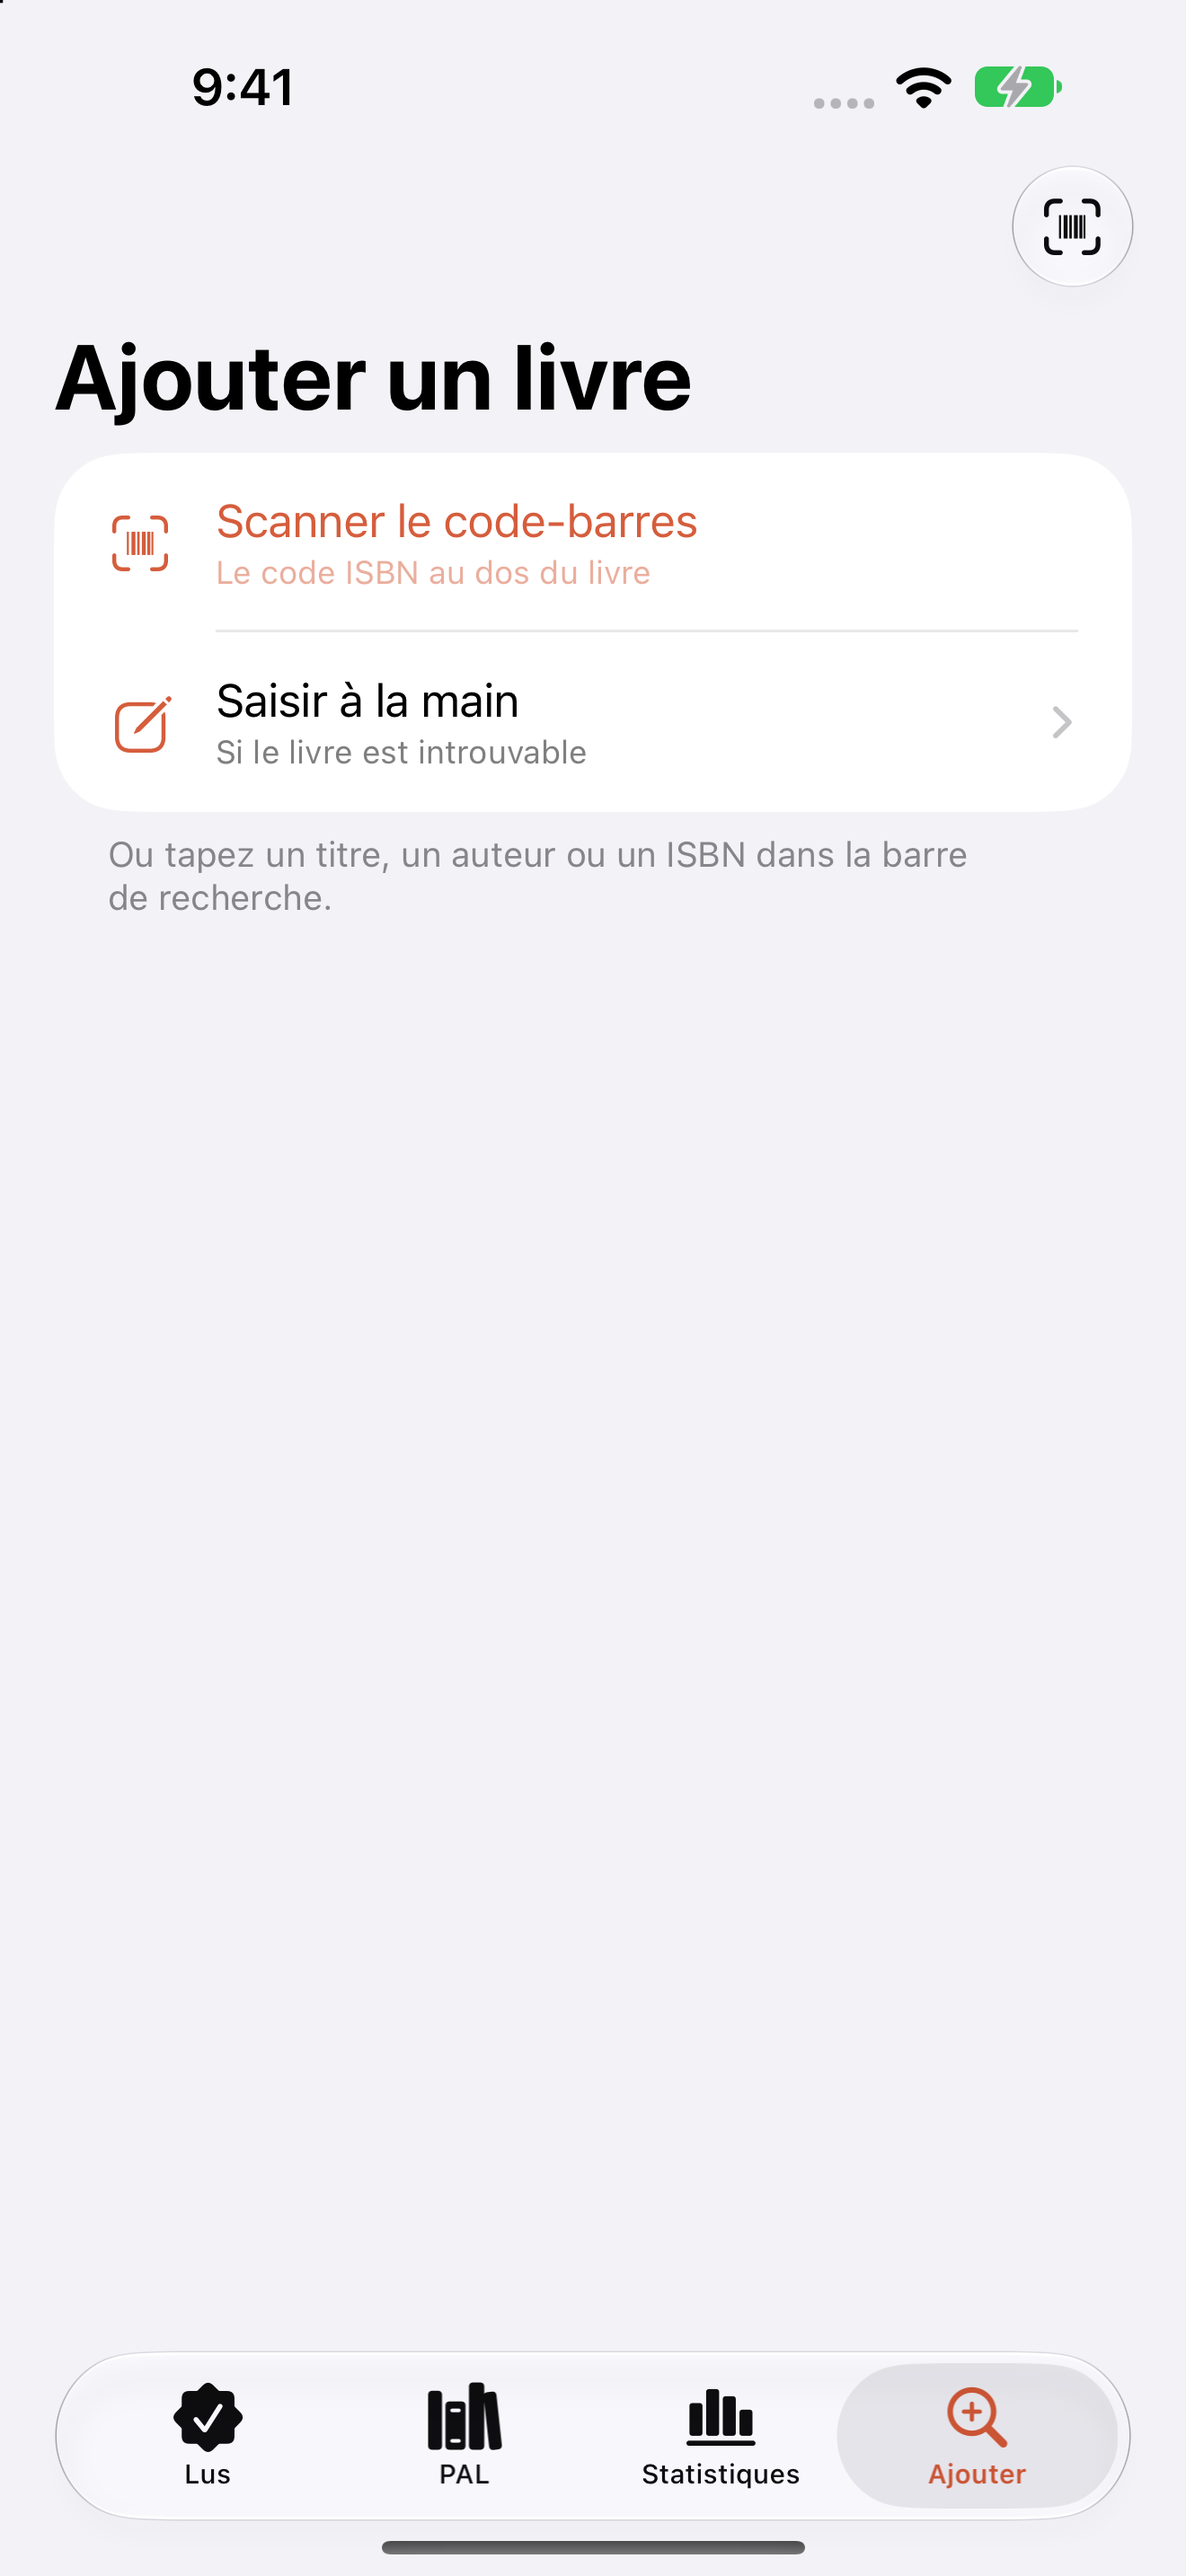 9:41
Ajouter un livre
Scanner le code-barres
Le code ISBN au dos du livre
Saisir à la main
Si le livre est introuvable
Ou tapez un titre, un auteur ou un ISBN dans la barre
de recherche.
Lus
PAL
Statistiques
Ajouter